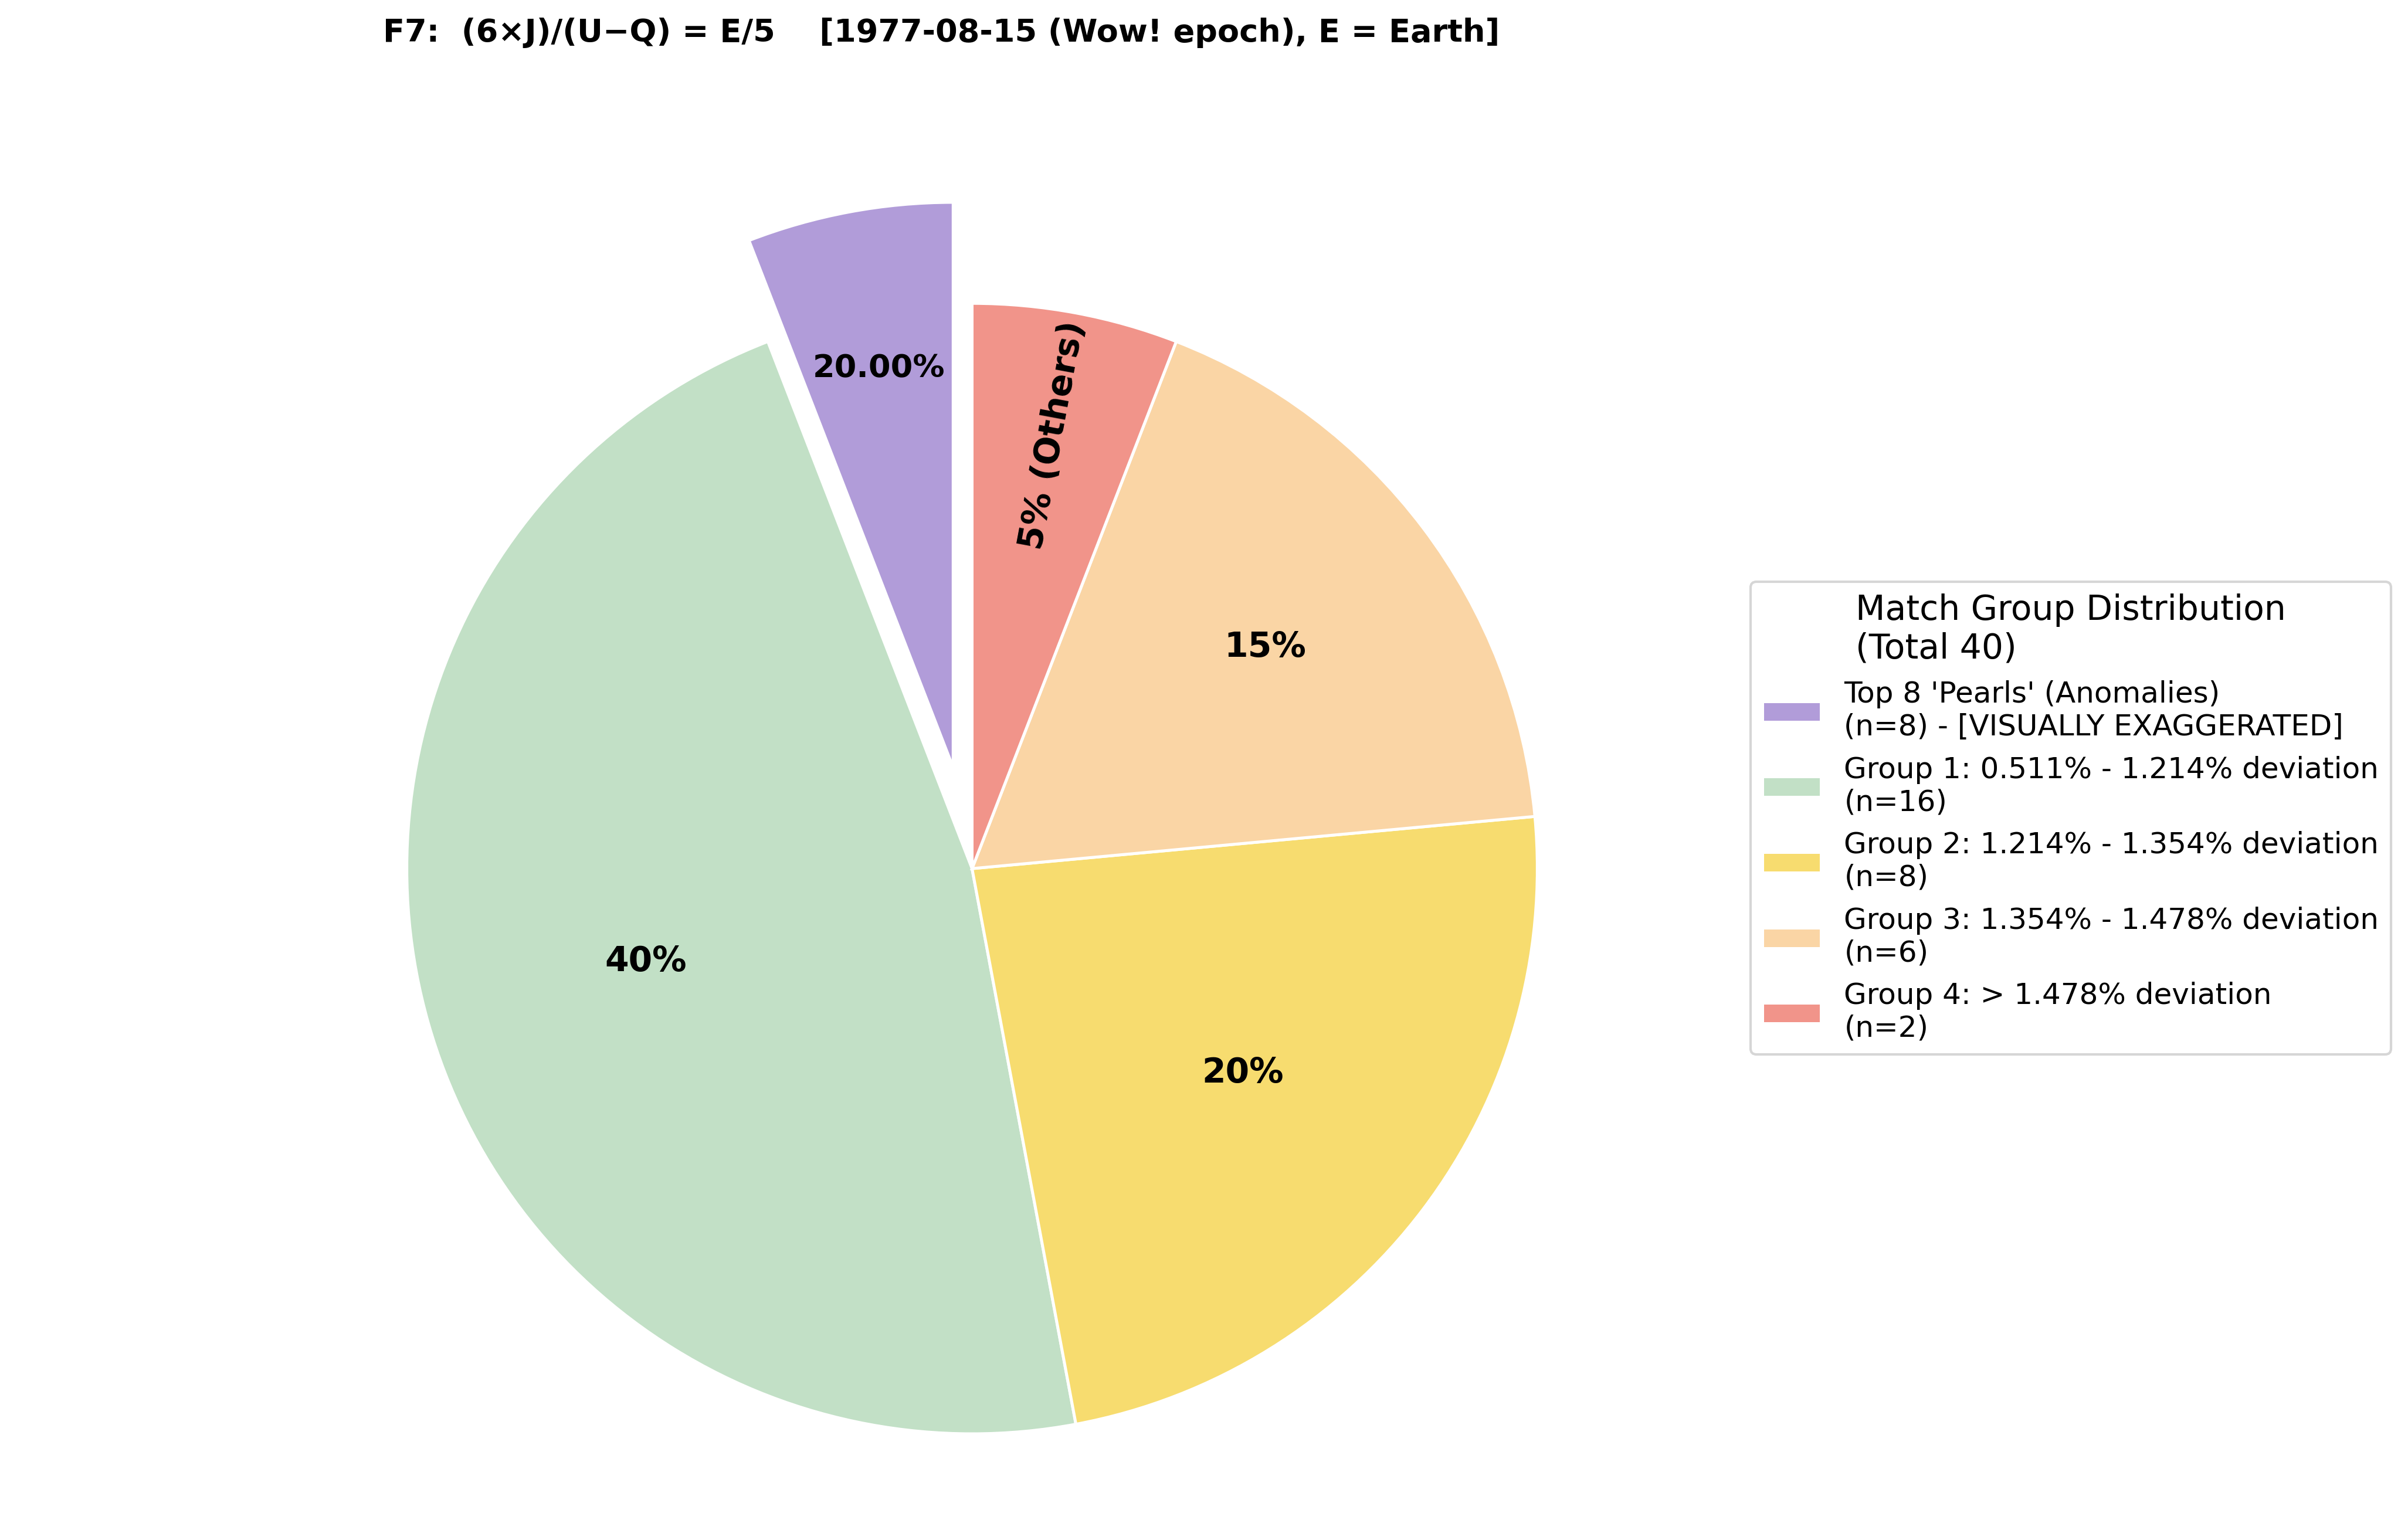 F7:  (6×J)/(U−Q) = E/5    [1977-08-15 (Wow! epoch), E = Earth]
20.00%
5% (Others)
15%
40%
20%
Match Group Distribution
(Total 40)
Top 8 'Pearls' (Anomalies)
(n=8) - [VISUALLY EXAGGERATED]
Group 1: 0.511% - 1.214% deviation
(n=16)
Group 2: 1.214% - 1.354% deviation
(n=8)
Group 3: 1.354% - 1.478% deviation
(n=6)
Group 4: > 1.478% deviation
(n=2)